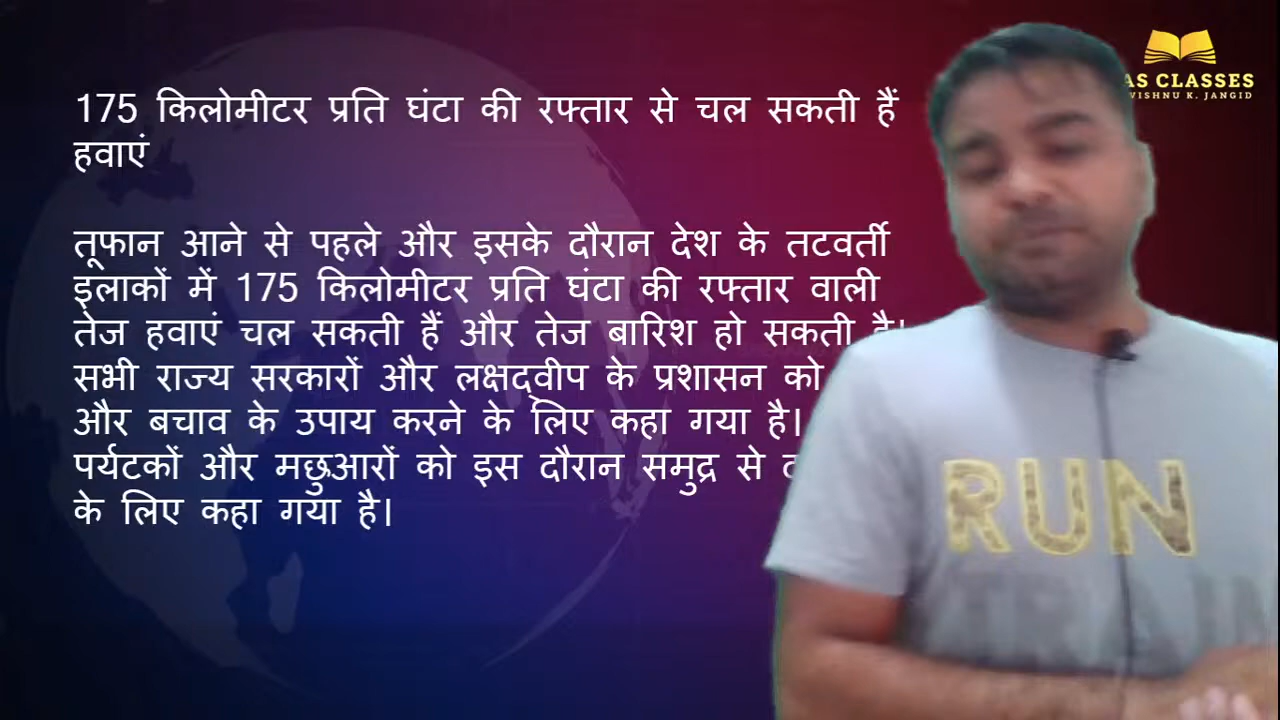 175 किलोमीटर प्रति घंटा की रफ्तार से चल सकती हैं
हवाएं
तूफान आने से पहले और इसके दौरान देश के तटवर्ती
इलाकों में 175 किलोमीटर प्रति घंटा की रफ्तार वाली
तेज हवाएं चल सकती हैं और तेज बारिश हो सकती है।
सभी राज्य सरकारों और लक्षद्वीप के प्रशासन को
और बचाव के उपाय करने के लिए कहा गया है।
पर्यटकों और मछुआरों को इस दौरान समुद्र से
के लिए कहा गया है।
AS CLASSES
VISHNU K. JANGID
RUN
TRAIN